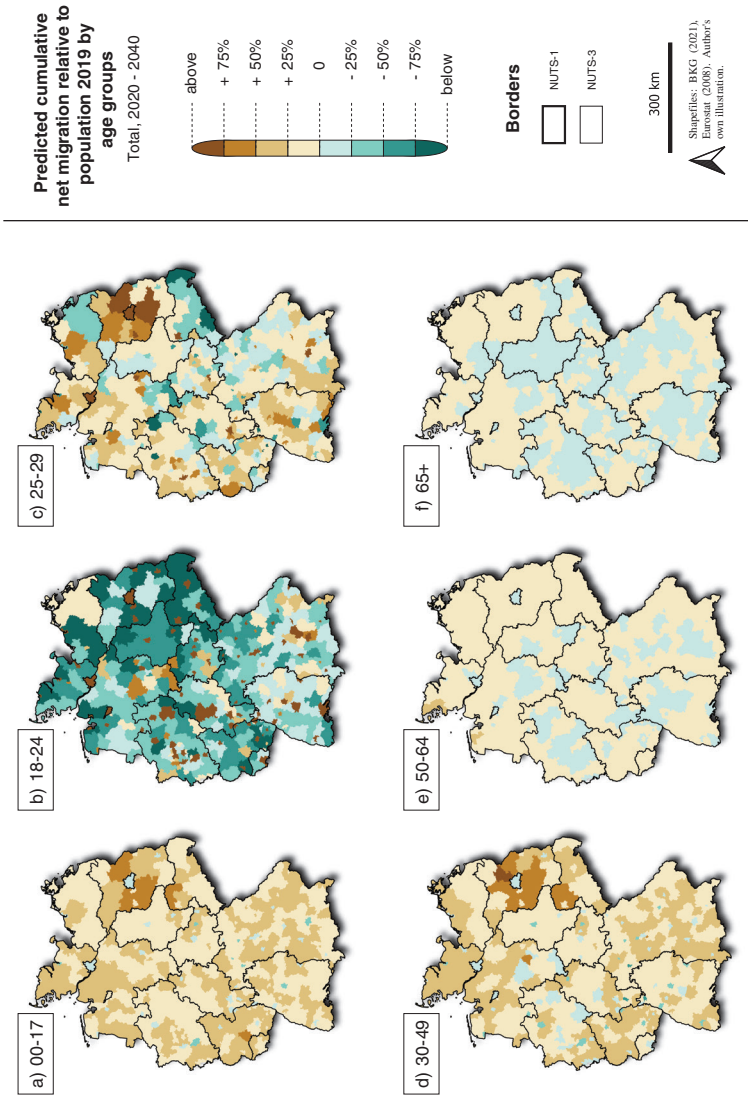 Predicted cumulative
net migration relative to
population 2019 by
age groups
Total, 2020 - 2040
above
+ 75%
+ 50%
+ 25%
0
- 25%
- 50%
- 75%
below
Borders
NUTS-1
NUTS-3
300 km
Shapefiles: BKG (2021),
Eurostat (2008). Author's
own illustration.
a) 00-17
b) 18-24
c) 25-29
d) 30-49
e) 50-64
f) 65+